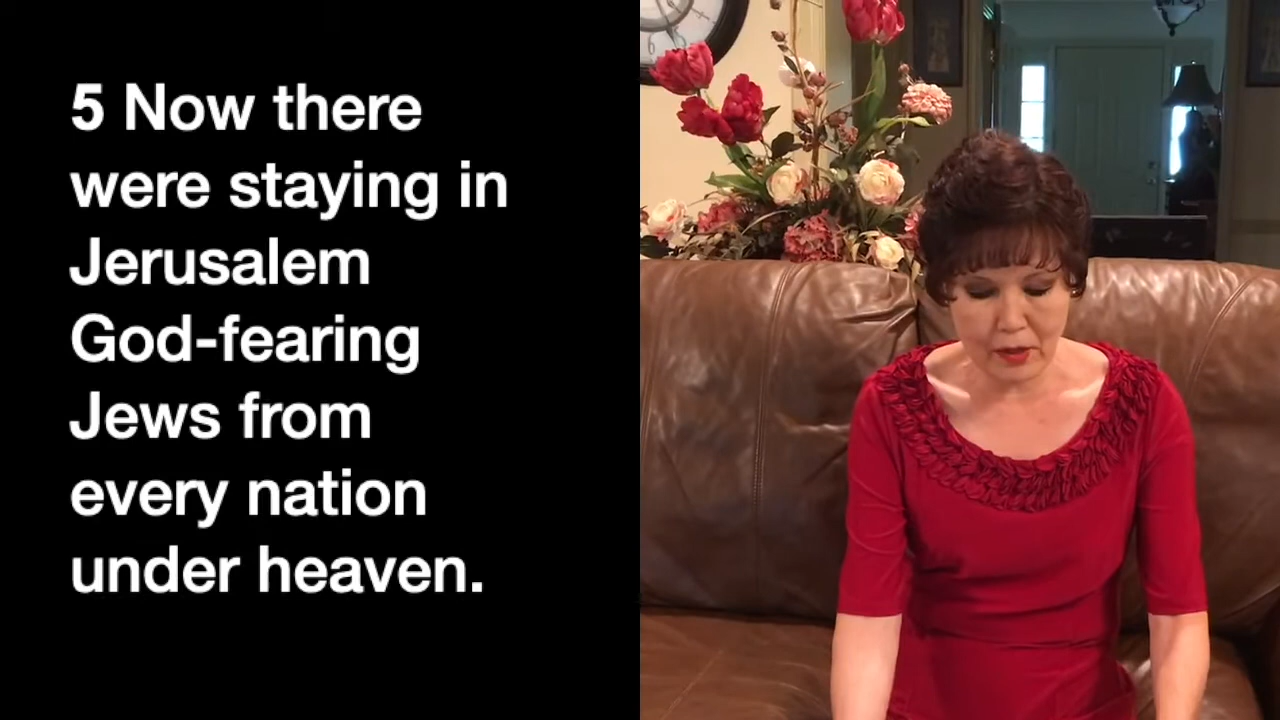 5 Now there
were staying in
Jerusalem
God-fearing
Jews from
every nation
under heaven.